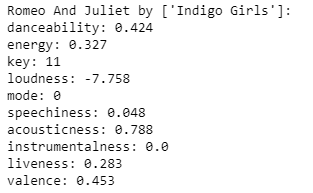 Romeo And Juliet by ['Indigo Girls']:
danceability: 0.424
energy: 0.327
key: 11
loudness: -7.758
mode: 0
speechiness: 0.048
acousticness: 0.788
instrumentalness: 0.0
liveness: 0.283
valence: 0.453